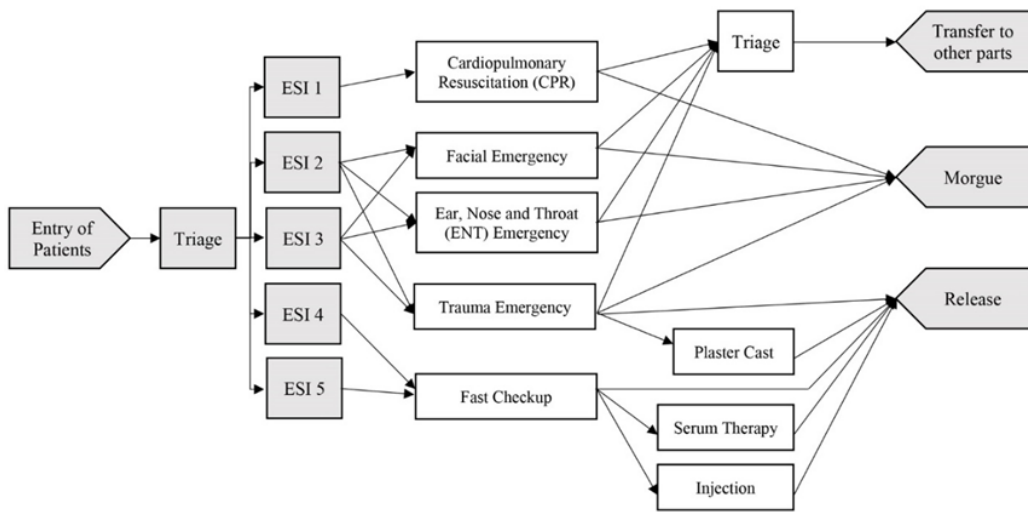 Entry of
Patients
Triage
ESI 1
ESI 2
ESI 3
ESI 4
ESI 5
Cardiopulmonary
Resuscitation (CPR)
Facial Emergency
Ear, Nose and Throat
(ENT) Emergency
Trauma Emergency
Fast Checkup
Plaster Cast
Serum Therapy
Injection
Triage
Transfer to
other parts
Morgue
Release